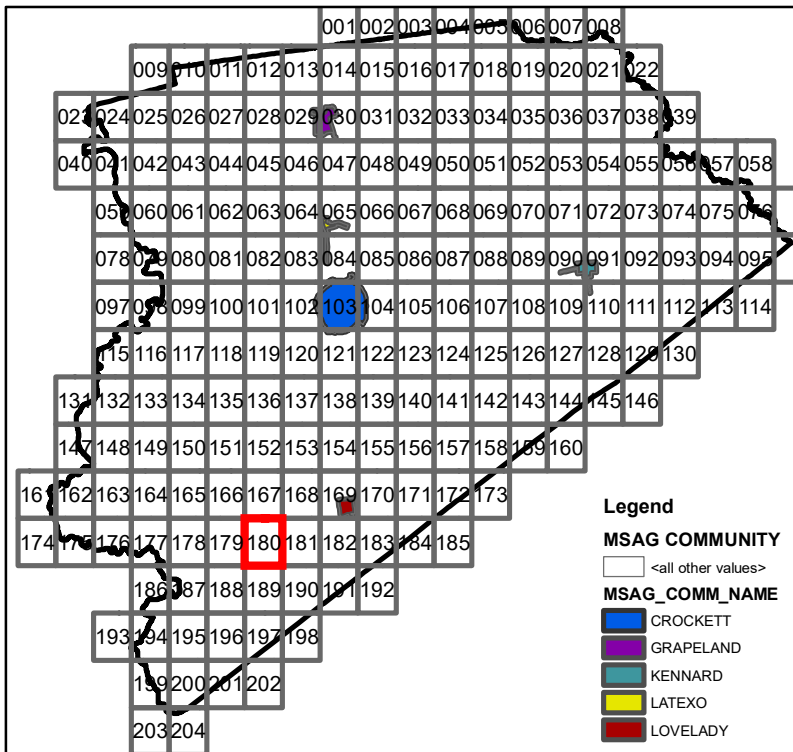 001 002 003 004 005 006 007 008
009 010 011 012 013 014 015 016 017 018 019 020 021 022
023 024 025 026 027 028 029 030 031 032 033 034 035 036 037 038 039
040 041 042 043 044 045 046 047 048 049 050 051 052 053 054 055 056 057 058
059 060 061 062 063 064 065 066 067 068 069 070 071 072 073 074 075 076
078 079 080 081 082 083 084 085 086 087 088 089 090 091 092 093 094 095
097 098 099 100 101 102 103 104 105 106 107 108 109 110 111 112 113 114
115 116 117 118 119 120 121 122 123 124 125 126 127 128 129 130
131 132 133 134 135 136 137 138 139 140 141 142 143 144 145 146
147 148 149 150 151 152 153 154 155 156 157 158 159 160
161 162 163 164 165 166 167 168 169 170 171 172 173
174 175 176 177 178 179 180 181 182 183 184 185
186 187 188 189 190 191 192
193 194 195 196 197 198
199 200 201 202
203 204
Legend
MSAG COMMUNITY
<all other values>
MSAG_COMM_NAME
CROCKETT
GRAPELAND
KENNARD
LATEXO
LOVELADY